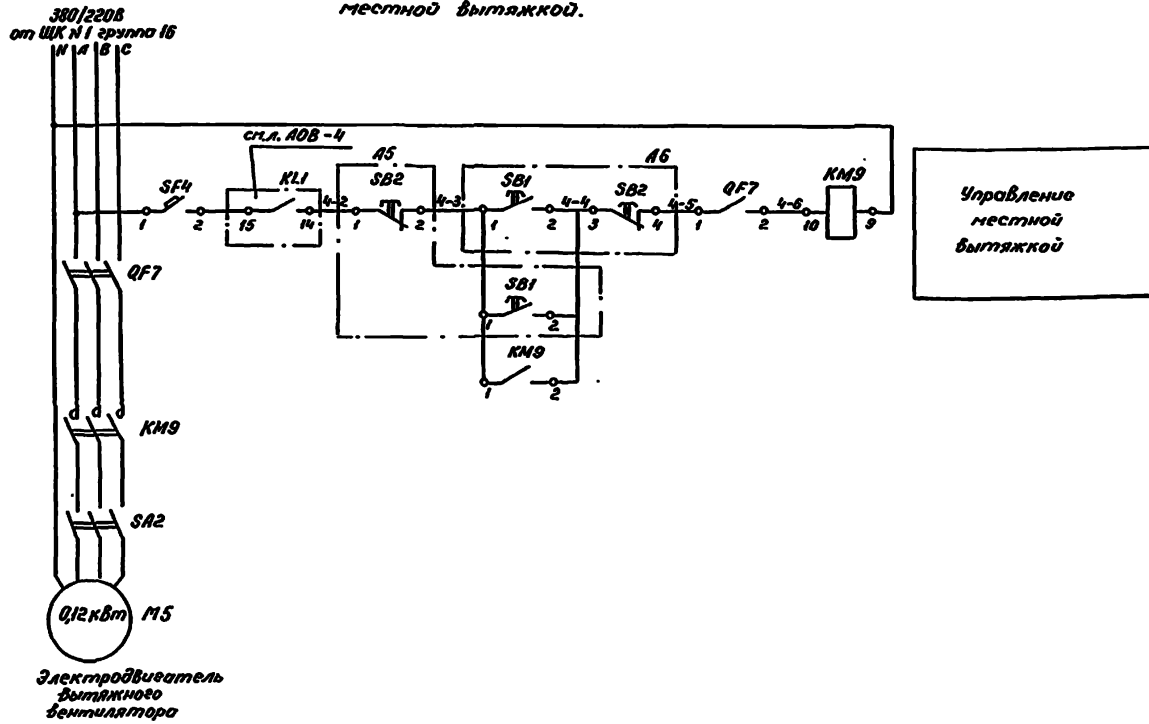 местной вытяжкой.
380/220В
от ЩК №1 группа 16
N A B C
см.л. АОВ-4
А5
А6
SF4
KL1
SB2
SB1
SB2
QF7
KM9
4-2
4-3
4-4
4-5
4-6
1 2 15 14 1 2 1 2 3 4 1 2 10 9
Управление
местной
вытяжкой
QF7
SB1
1 2
KM9
1 2
KM9
SA2
0,12 кВт
M5
Электродвигатель
вытяжного
вентилятора